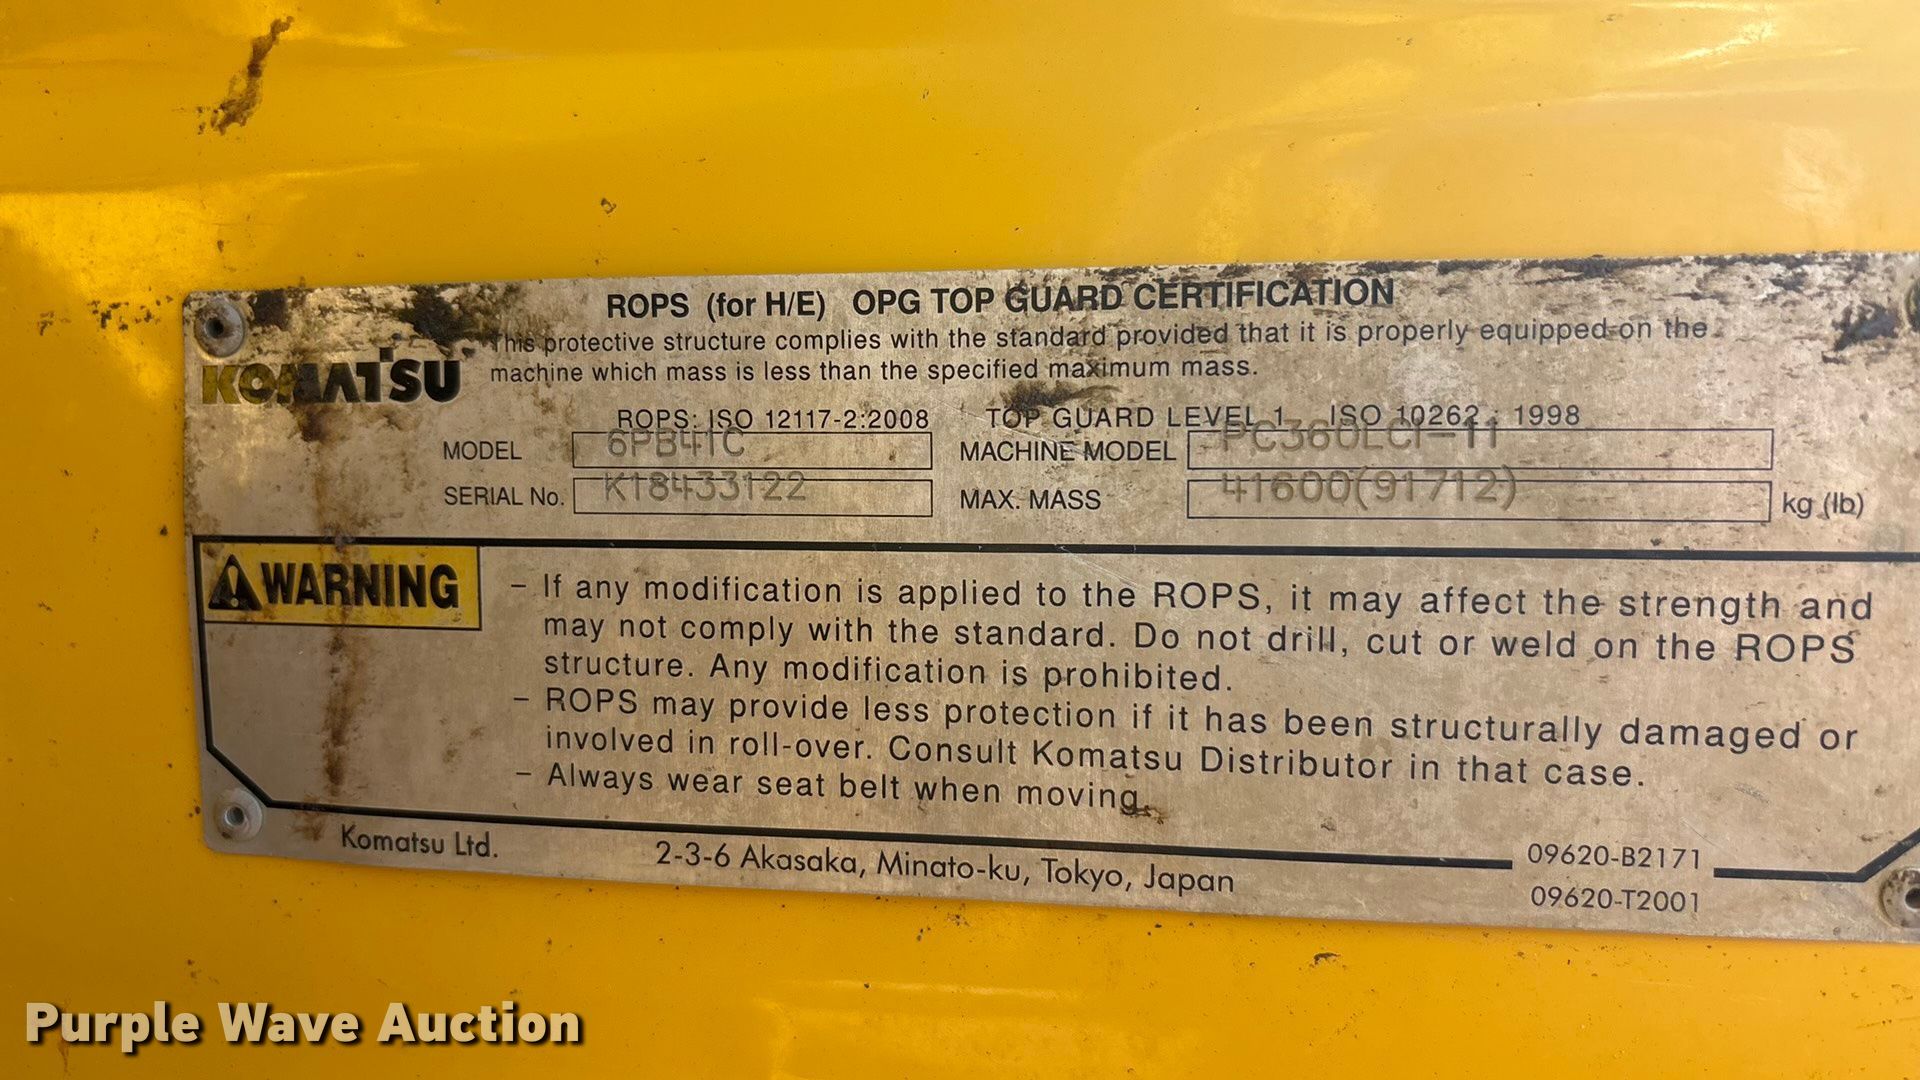 ROPS (for H/E) OPG TOP GUARD CERTIFICATION
This protective structure complies with the standard provided that it is properly equipped on the
machine which mass is less than the specified maximum mass.
KOMATSU
ROPS: ISO 12117-2:2008 TOP GUARD LEVEL 1 ISO 10262 : 1998
MODEL 6PB41C MACHINE MODEL PC360LCI-11
SERIAL No. K18433122 MAX. MASS 41600(91712) kg (lb)
WARNING
- If any modification is applied to the ROPS, it may affect the strength and
may not comply with the standard. Do not drill, cut or weld on the ROPS
structure. Any modification is prohibited.
- ROPS may provide less protection if it has been structurally damaged or
involved in roll-over. Consult Komatsu Distributor in that case.
- Always wear seat belt when moving.
Komatsu Ltd. 2-3-6 Akasaka, Minato-ku, Tokyo, Japan
09620-B2171
09620-T2001
Purple Wave Auction